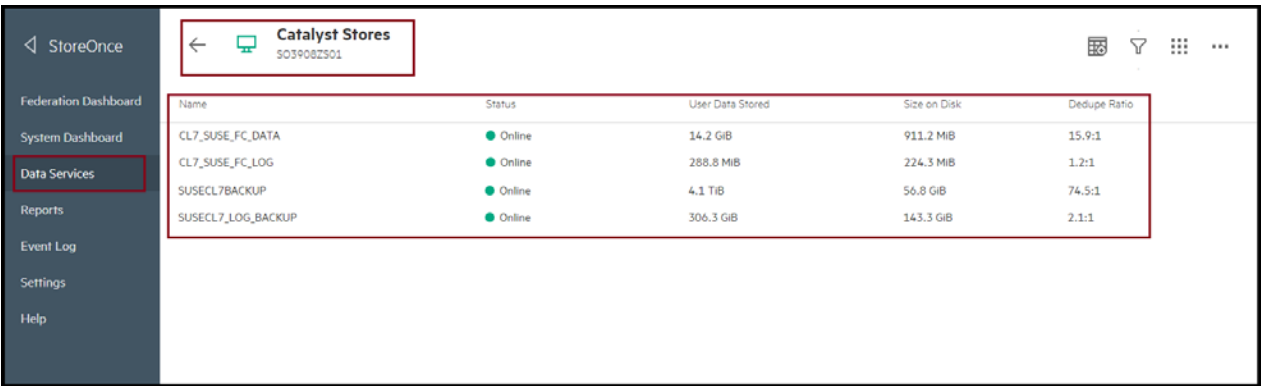 StoreOnce
Catalyst Stores
SO3908ZS01
Federation Dashboard
System Dashboard
Data Services
Reports
Event Log
Settings
Help
Name Status User Data Stored Size on Disk Dedupe Ratio
CL7_SUSE_FC_DATA Online 14.2 GiB 911.2 MiB 15.9:1
CL7_SUSE_FC_LOG Online 288.8 MiB 224.3 MiB 1.2:1
SUSECL7BACKUP Online 4.1 TiB 56.8 GiB 74.5:1
SUSECL7_LOG_BACKUP Online 306.3 GiB 143.3 GiB 2.1:1